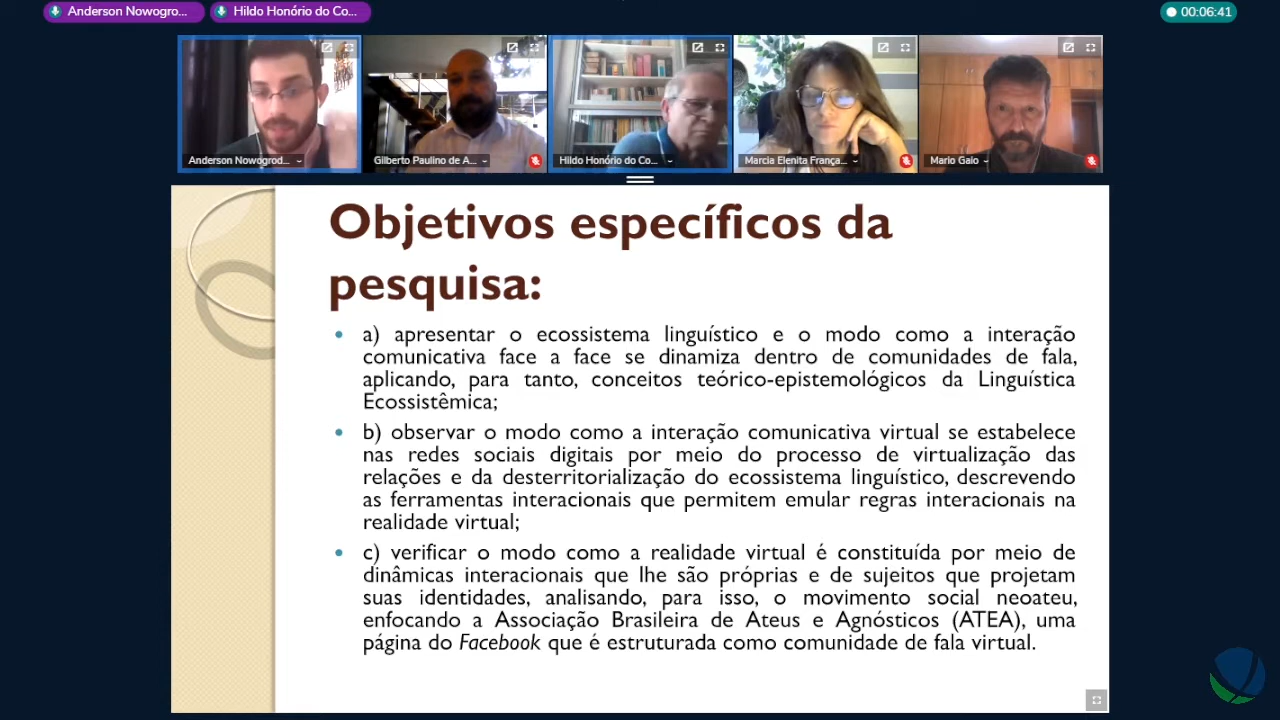 Anderson Nowogro...
Hildo Honório do Co...
00:06:41
Anderson Nowogrod...
Gilberto Paulino de A...
Hildo Honório do Co...
Marcia Elenita França...
Mario Gaio
Objetivos específicos da
pesquisa:
a) apresentar o ecossistema linguístico e o modo como a interação
comunicativa face a face se dinamiza dentro de comunidades de fala,
aplicando, para tanto, conceitos teórico-epistemológicos da Linguística
Ecossistêmica;
b) observar o modo como a interação comunicativa virtual se estabelece
nas redes sociais digitais por meio do processo de virtualização das
relações e da desterritorialização do ecossistema linguístico, descrevendo
as ferramentas interacionais que permitem emular regras interacionais na
realidade virtual;
c) verificar o modo como a realidade virtual é constituída por meio de
dinâmicas interacionais que lhe são próprias e de sujeitos que projetam
suas identidades, analisando, para isso, o movimento social neoateu,
enfocando a Associação Brasileira de Ateus e Agnósticos (ATEA), uma
página do Facebook que é estruturada como comunidade de fala virtual.